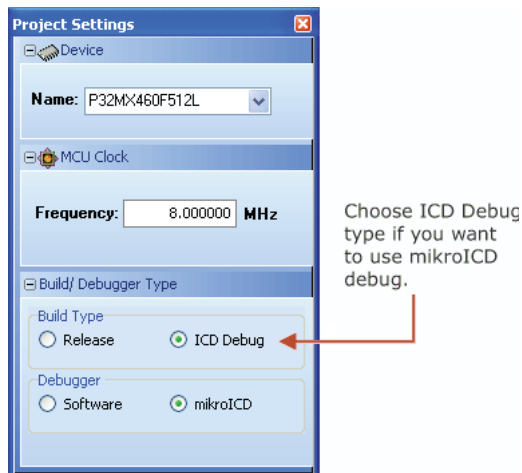 Project Settings
Device
Name: P32MX460F512L
MCU Clock
Frequency: 8.000000 MHz
Build/ Debugger Type
Build Type
Release ICD Debug
Debugger
Software mikroICD
Choose ICD Debug
type if you want
to use mikroICD
debug.